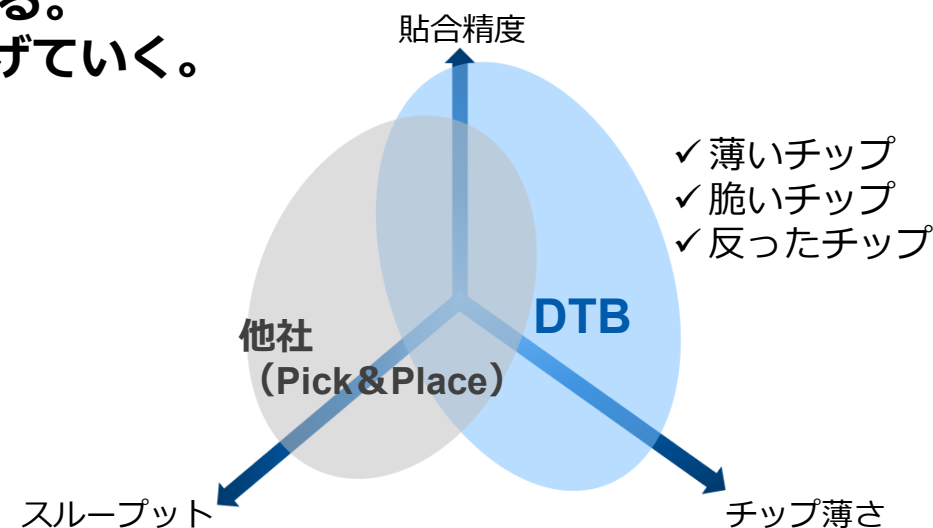 る。
げていく。
貼合精度
✓ 薄いチップ
✓ 脆いチップ
✓ 反ったチップ
DTB
他社
（Pick＆Place）
スループット
チップ薄さ